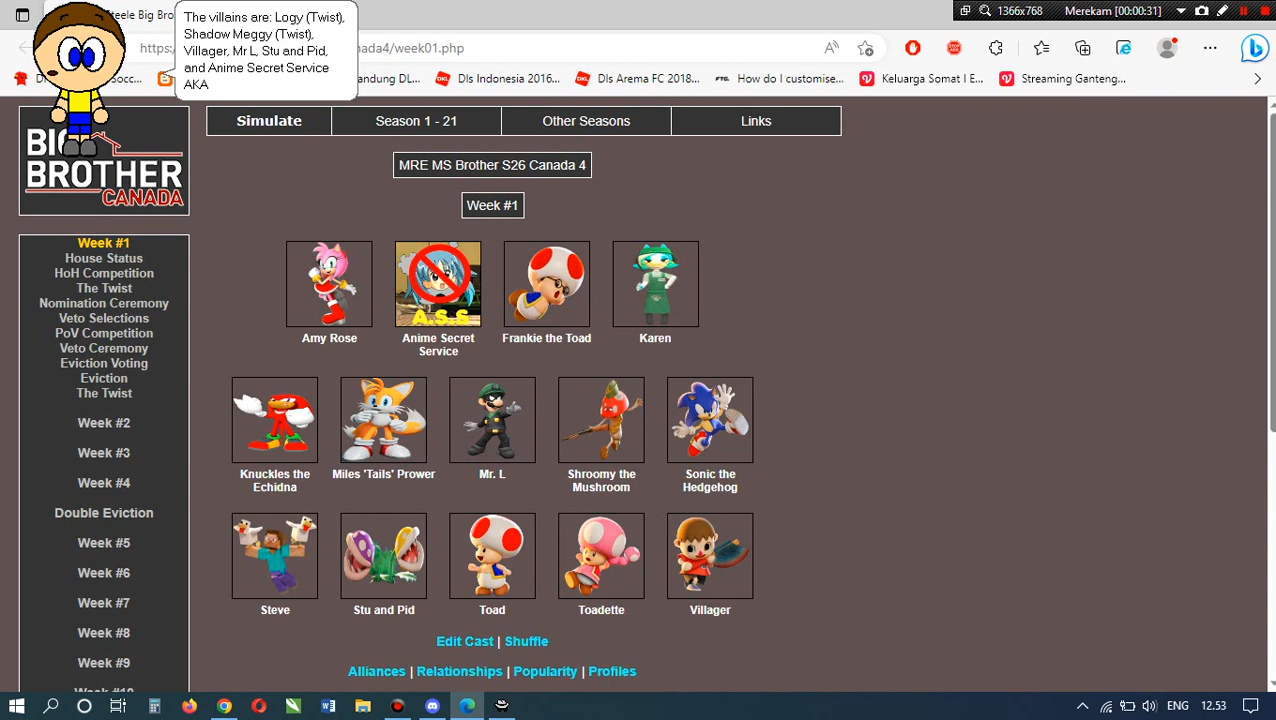 Steele Big Bro
The villains are: Logy (Twist),
Shadow Meggy (Twist),
Villager, Mr L, Stu and Pid,
and Anime Secret Service
AKA
1366x768
Merekam [00:00:31]
https:
nada4/week01.php
Socc...
andung DL...
Dls Indonesia 2016...
Dls Arema FC 2018...
How do I customise...
Keluarga Somat I E...
Streaming Ganteng...
BIG
BROTHER
CANADA
Simulate
Season 1 - 21
Other Seasons
Links
MRE MS Brother S26 Canada 4
Week #1
Week #1
House Status
HoH Competition
The Twist
Nomination Ceremony
Veto Selections
PoV Competition
Veto Ceremony
Eviction Voting
Eviction
The Twist
Week #2
Week #3
Week #4
Double Eviction
Week #5
Week #6
Week #7
Week #8
Week #9
Week #10
A.S.S
Amy Rose
Anime Secret
Service
Frankie the Toad
Karen
Knuckles the
Echidna
Miles 'Tails' Prower
Mr. L
Shroomy the
Mushroom
Sonic the
Hedgehog
Steve
Stu and Pid
Toad
Toadette
Villager
Edit Cast | Shuffle
Alliances | Relationships | Popularity | Profiles
ENG
12.53